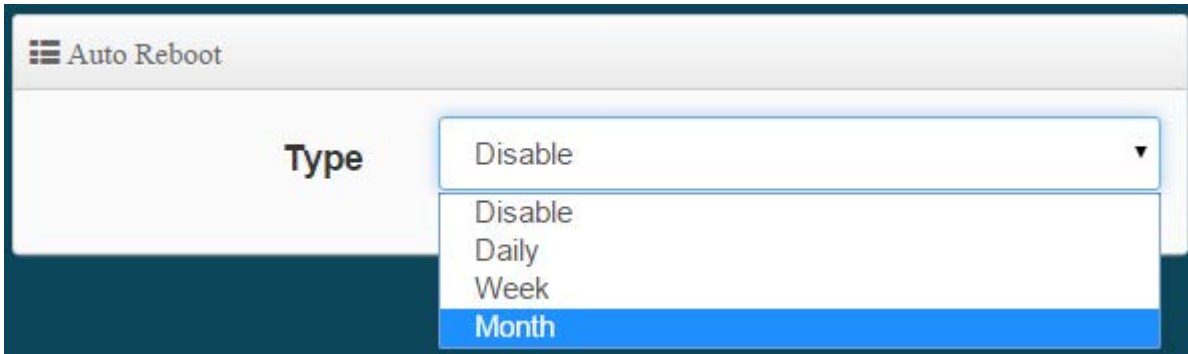 Auto Reboot
Type
Disable
Disable
Daily
Week
Month